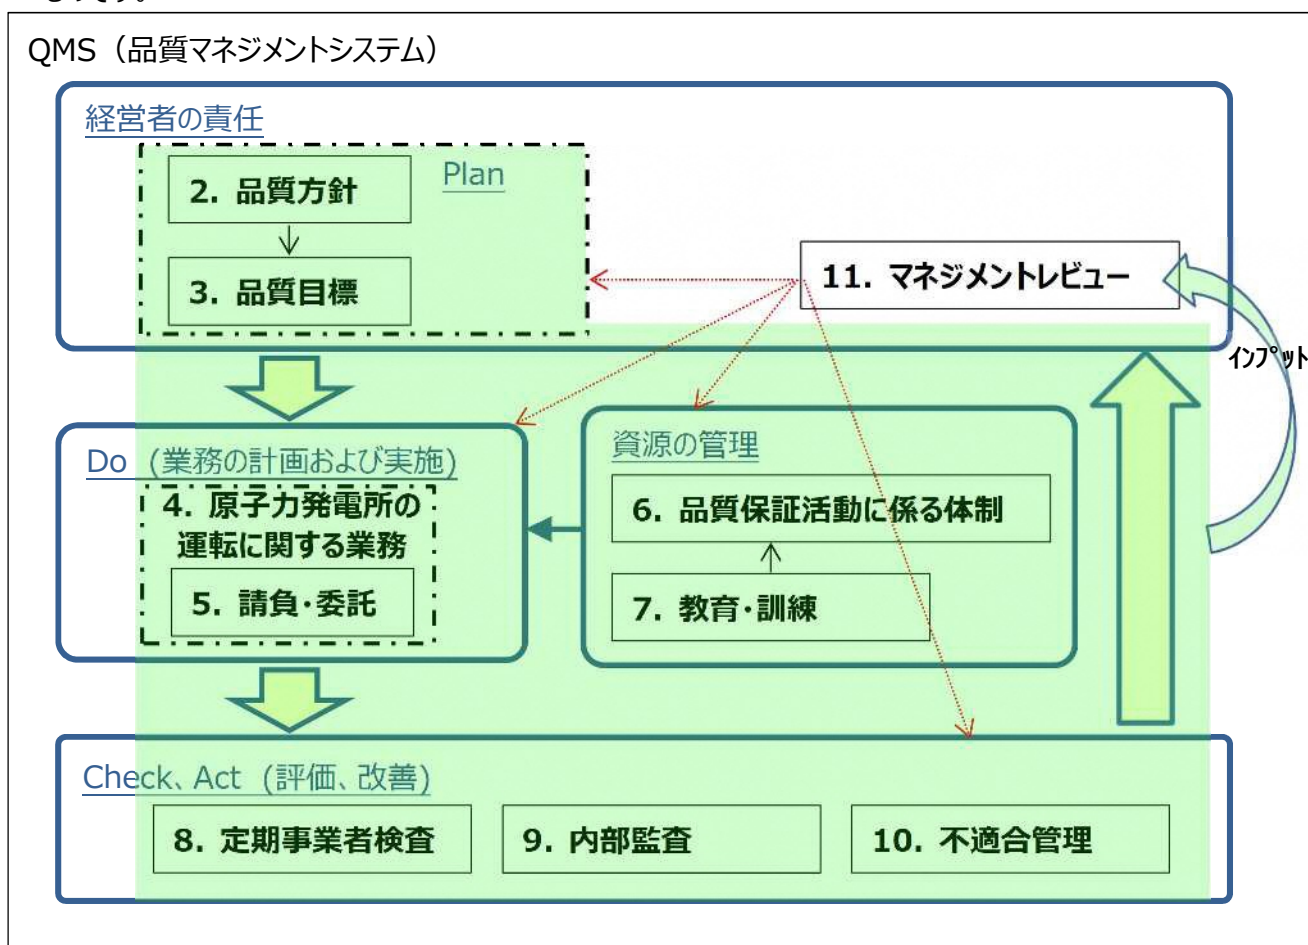 QMS（品質マネジメントシステム）
経営者の責任
Plan
2. 品質方針
3. 品質目標
11. マネジメントレビュー
インプット
Do (業務の計画および実施)
4. 原子力発電所の
運転に関する業務
5. 請負・委託
資源の管理
6. 品質保証活動に係る体制
7. 教育・訓練
Check、Act (評価、改善)
8. 定期事業者検査
9. 内部監査
10. 不適合管理